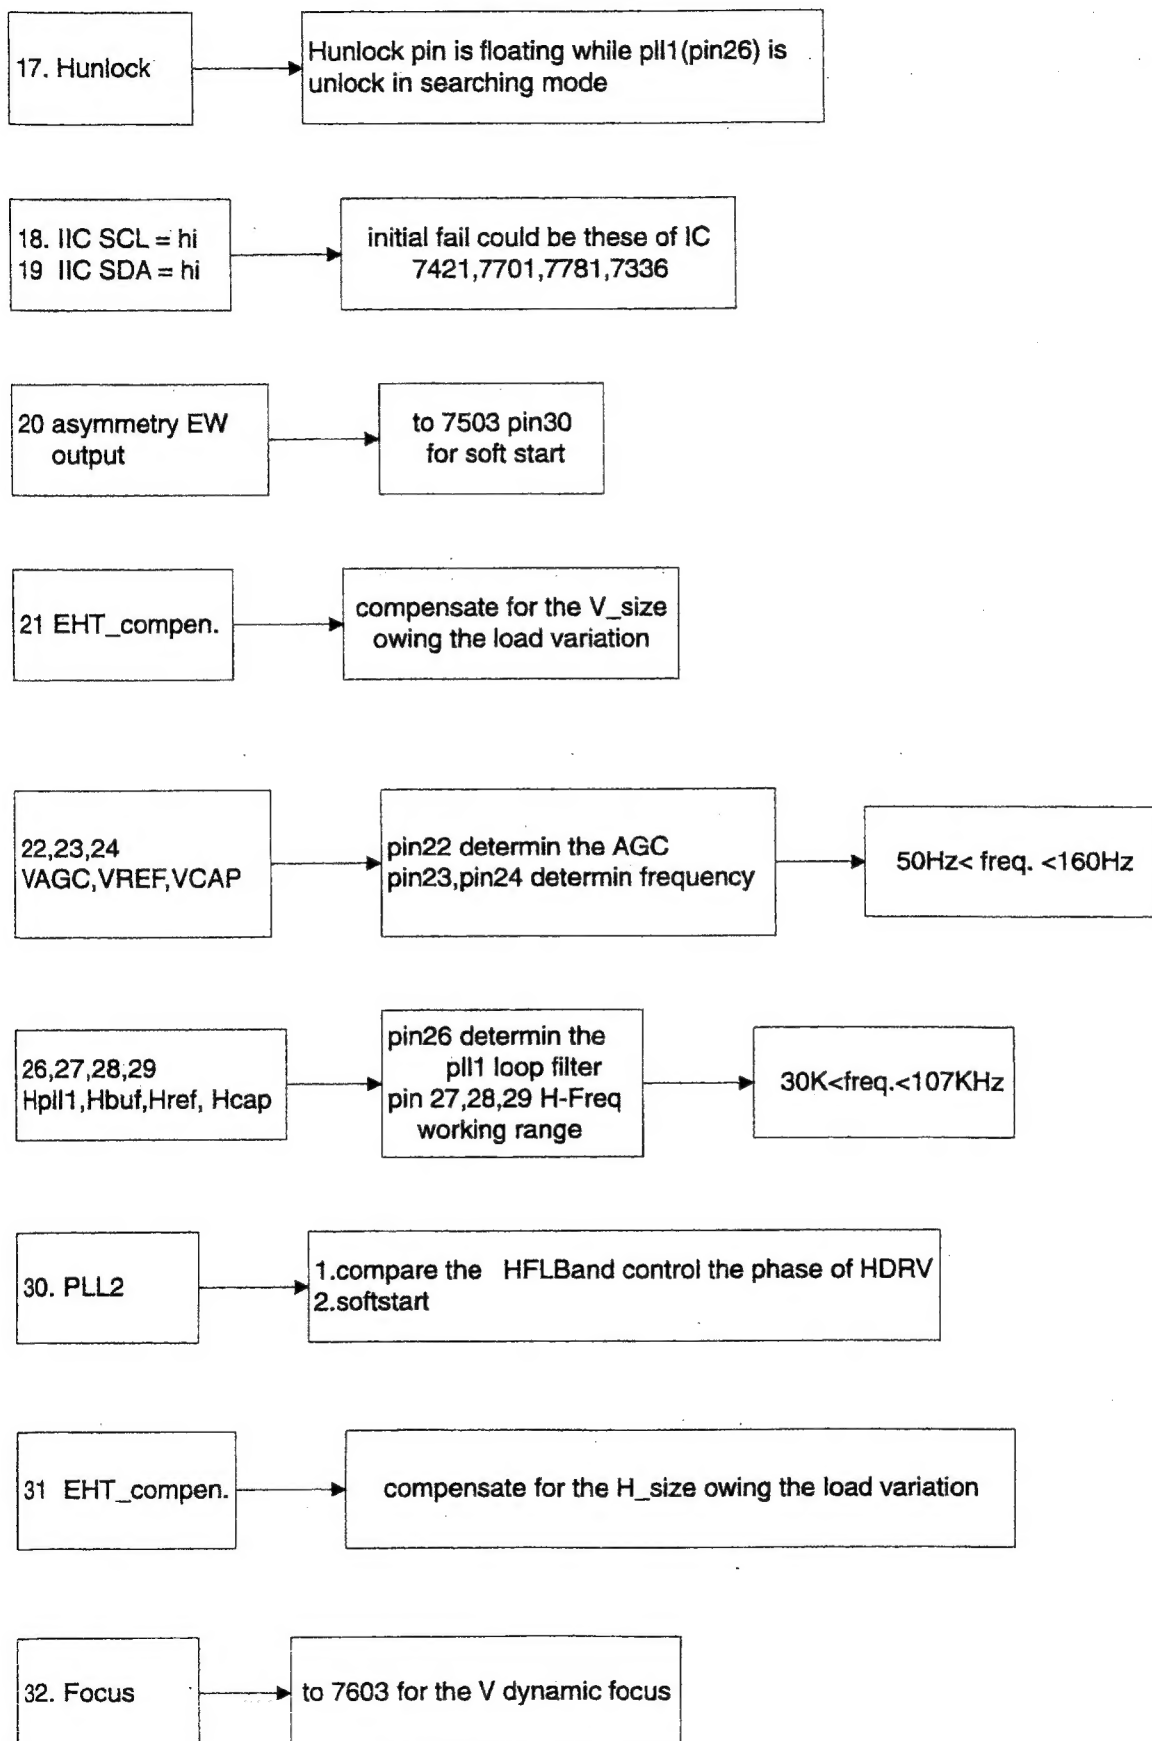 17. Hunlock
Hunlock pin is floating while pll1(pin26) is
unlock in searching mode
18. IIC SCL = hi
19 IIC SDA = hi
initial fail could be these of IC
7421,7701,7781,7336
20 asymmetry EW
output
to 7503 pin30
for soft start
21 EHT_compen.
compensate for the V_size
owing the load variation
22,23,24
VAGC,VREF,VCAP
pin22 determin the AGC
pin23,pin24 determin frequency
50Hz< freq. <160Hz
26,27,28,29
Hpll1,Hbuf,Href, Hcap
pin26 determin the
pll1 loop filter
pin 27,28,29 H-Freq
working range
30K<freq.<107KHz
30. PLL2
1.compare the HFLBand control the phase of HDRV
2.softstart
31 EHT_compen.
compensate for the H_size owing the load variation
32. Focus
to 7603 for the V dynamic focus